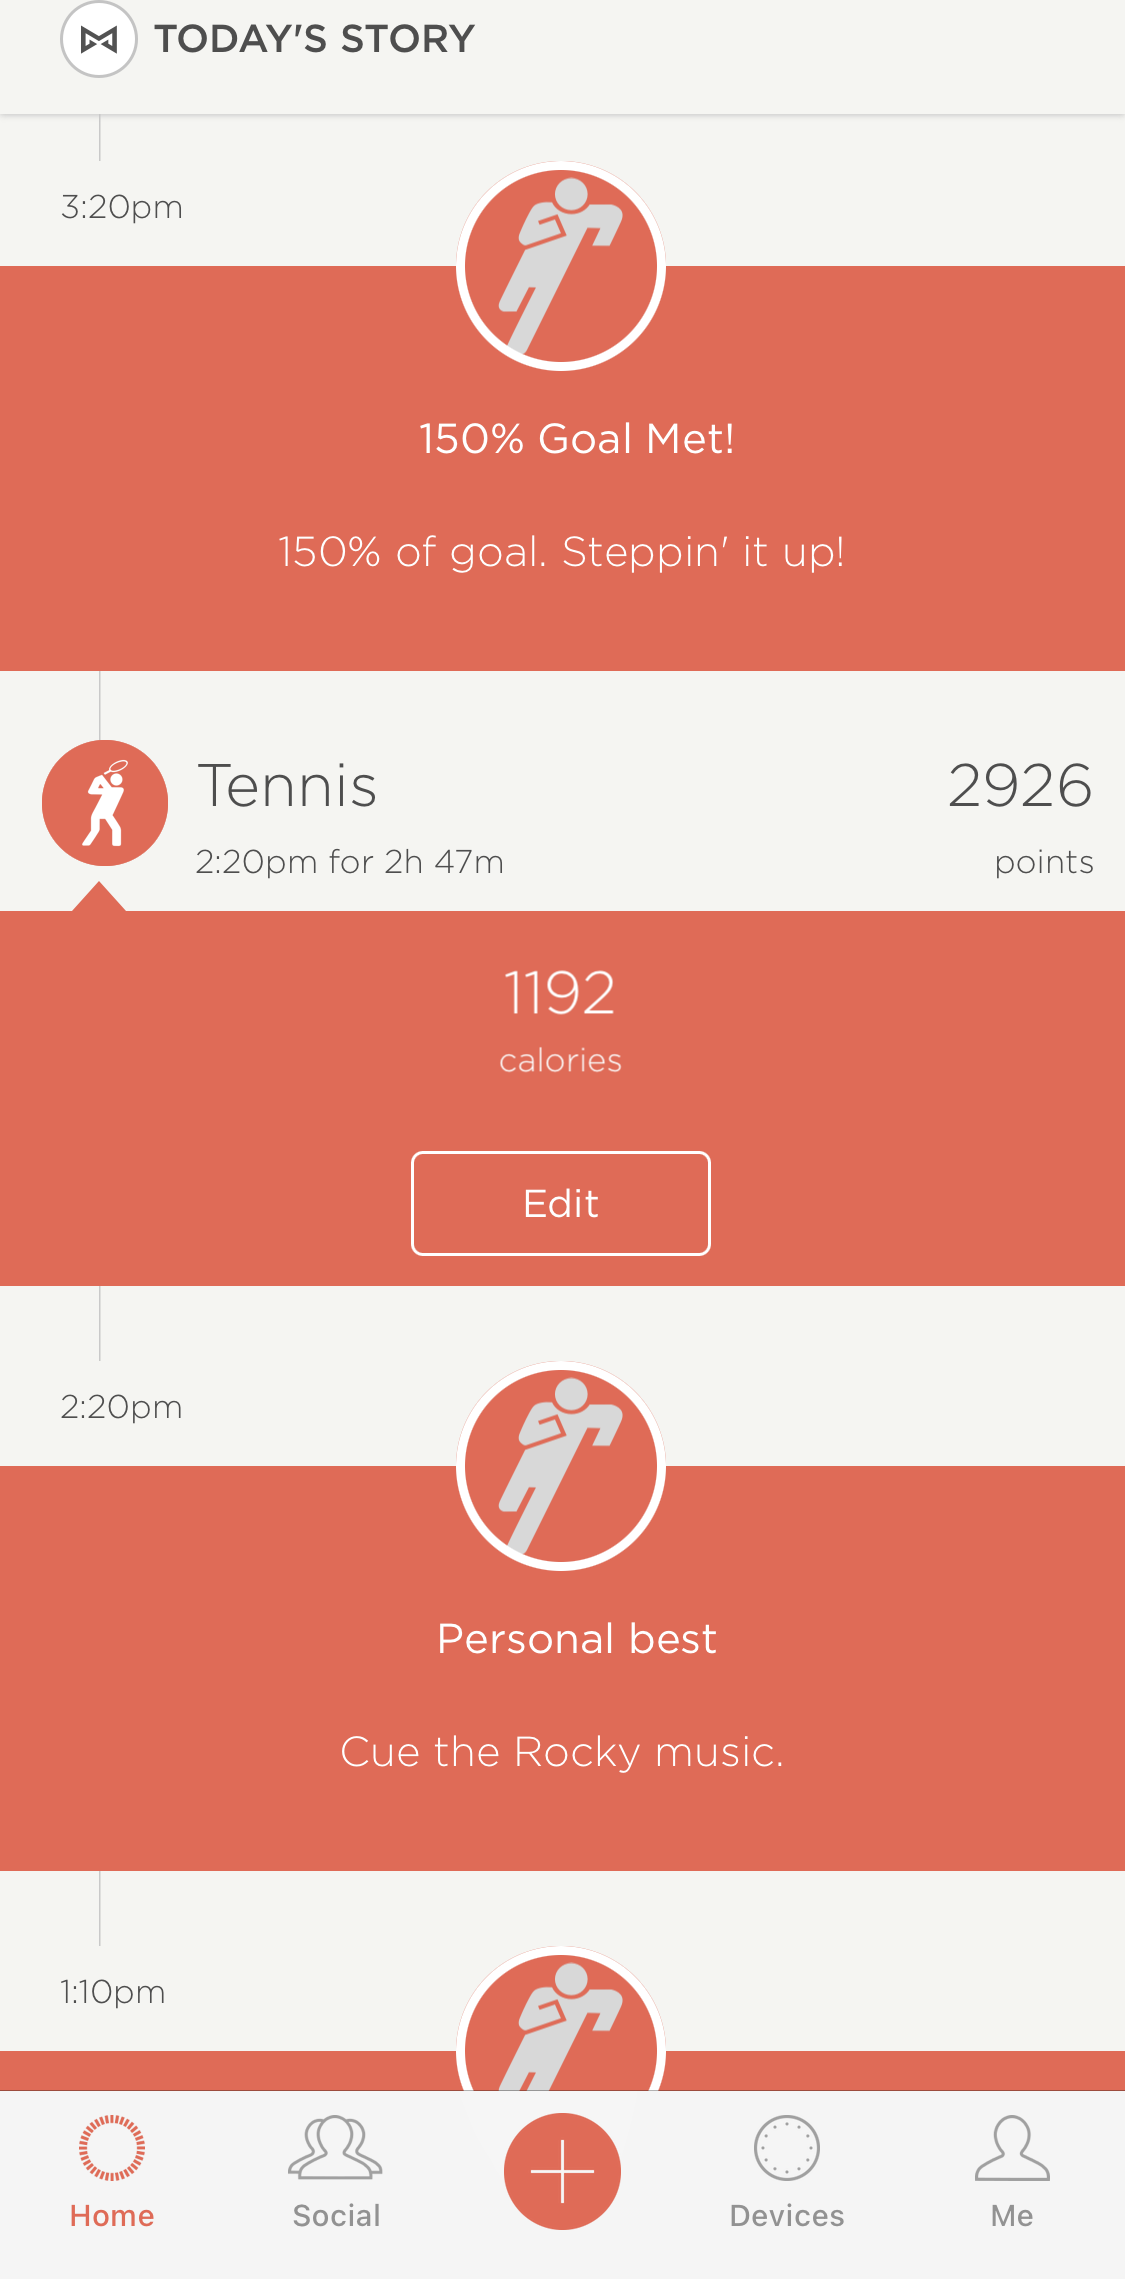 TODAY'S STORY
3:20pm
150% Goal Met!
150% of goal. Steppin' it up!
Tennis 2926
2:20pm for 2h 47m points
1192
calories
Edit
2:20pm
Personal best
Cue the Rocky music.
1:10pm
Home Social Devices Me